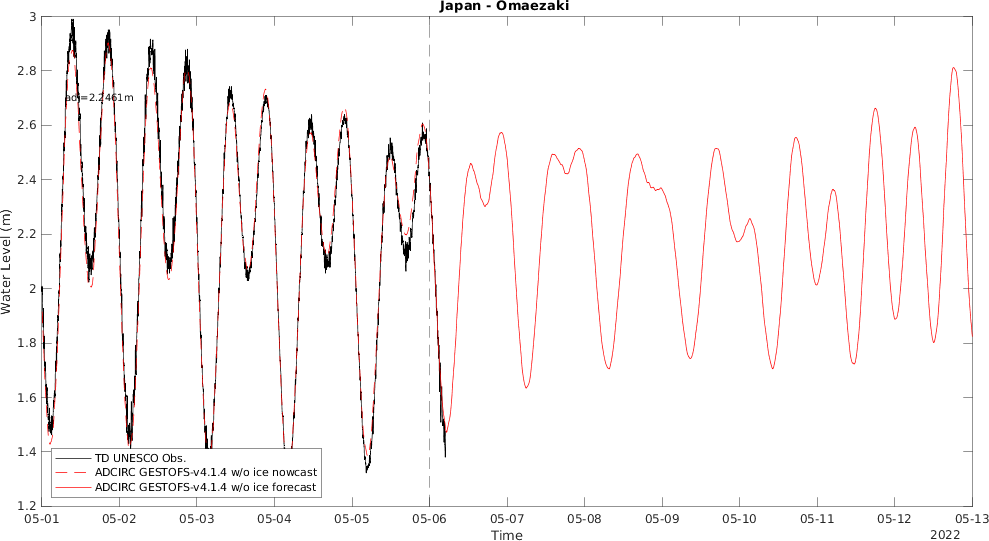 Japan - Omaezaki
3
2.8
adj=2.2461m
2.6
2.4
2.2
2
1.8
1.6
1.4
1.2
Water Level (m)
TD UNESCO Obs.
ADCIRC GESTOFS-v4.1.4 w/o ice nowcast
ADCIRC GESTOFS-v4.1.4 w/o ice forecast
05-01 05-02 05-03 05-04 05-05 05-06 05-07 05-08 05-09 05-10 05-11 05-12 05-13
Time
2022